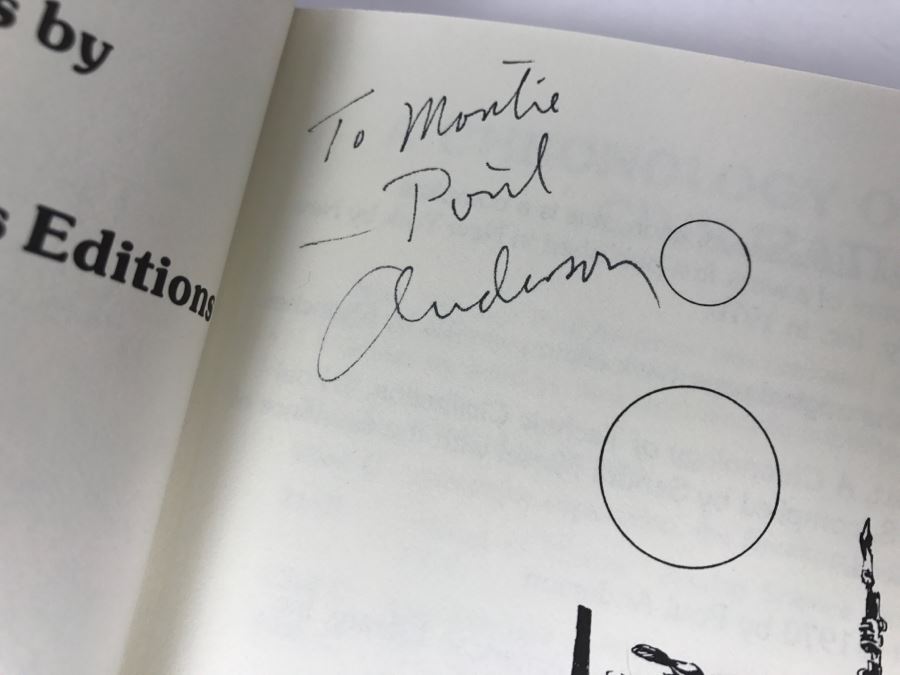 s by
s Editions
To Montie
— Poul
Anderson